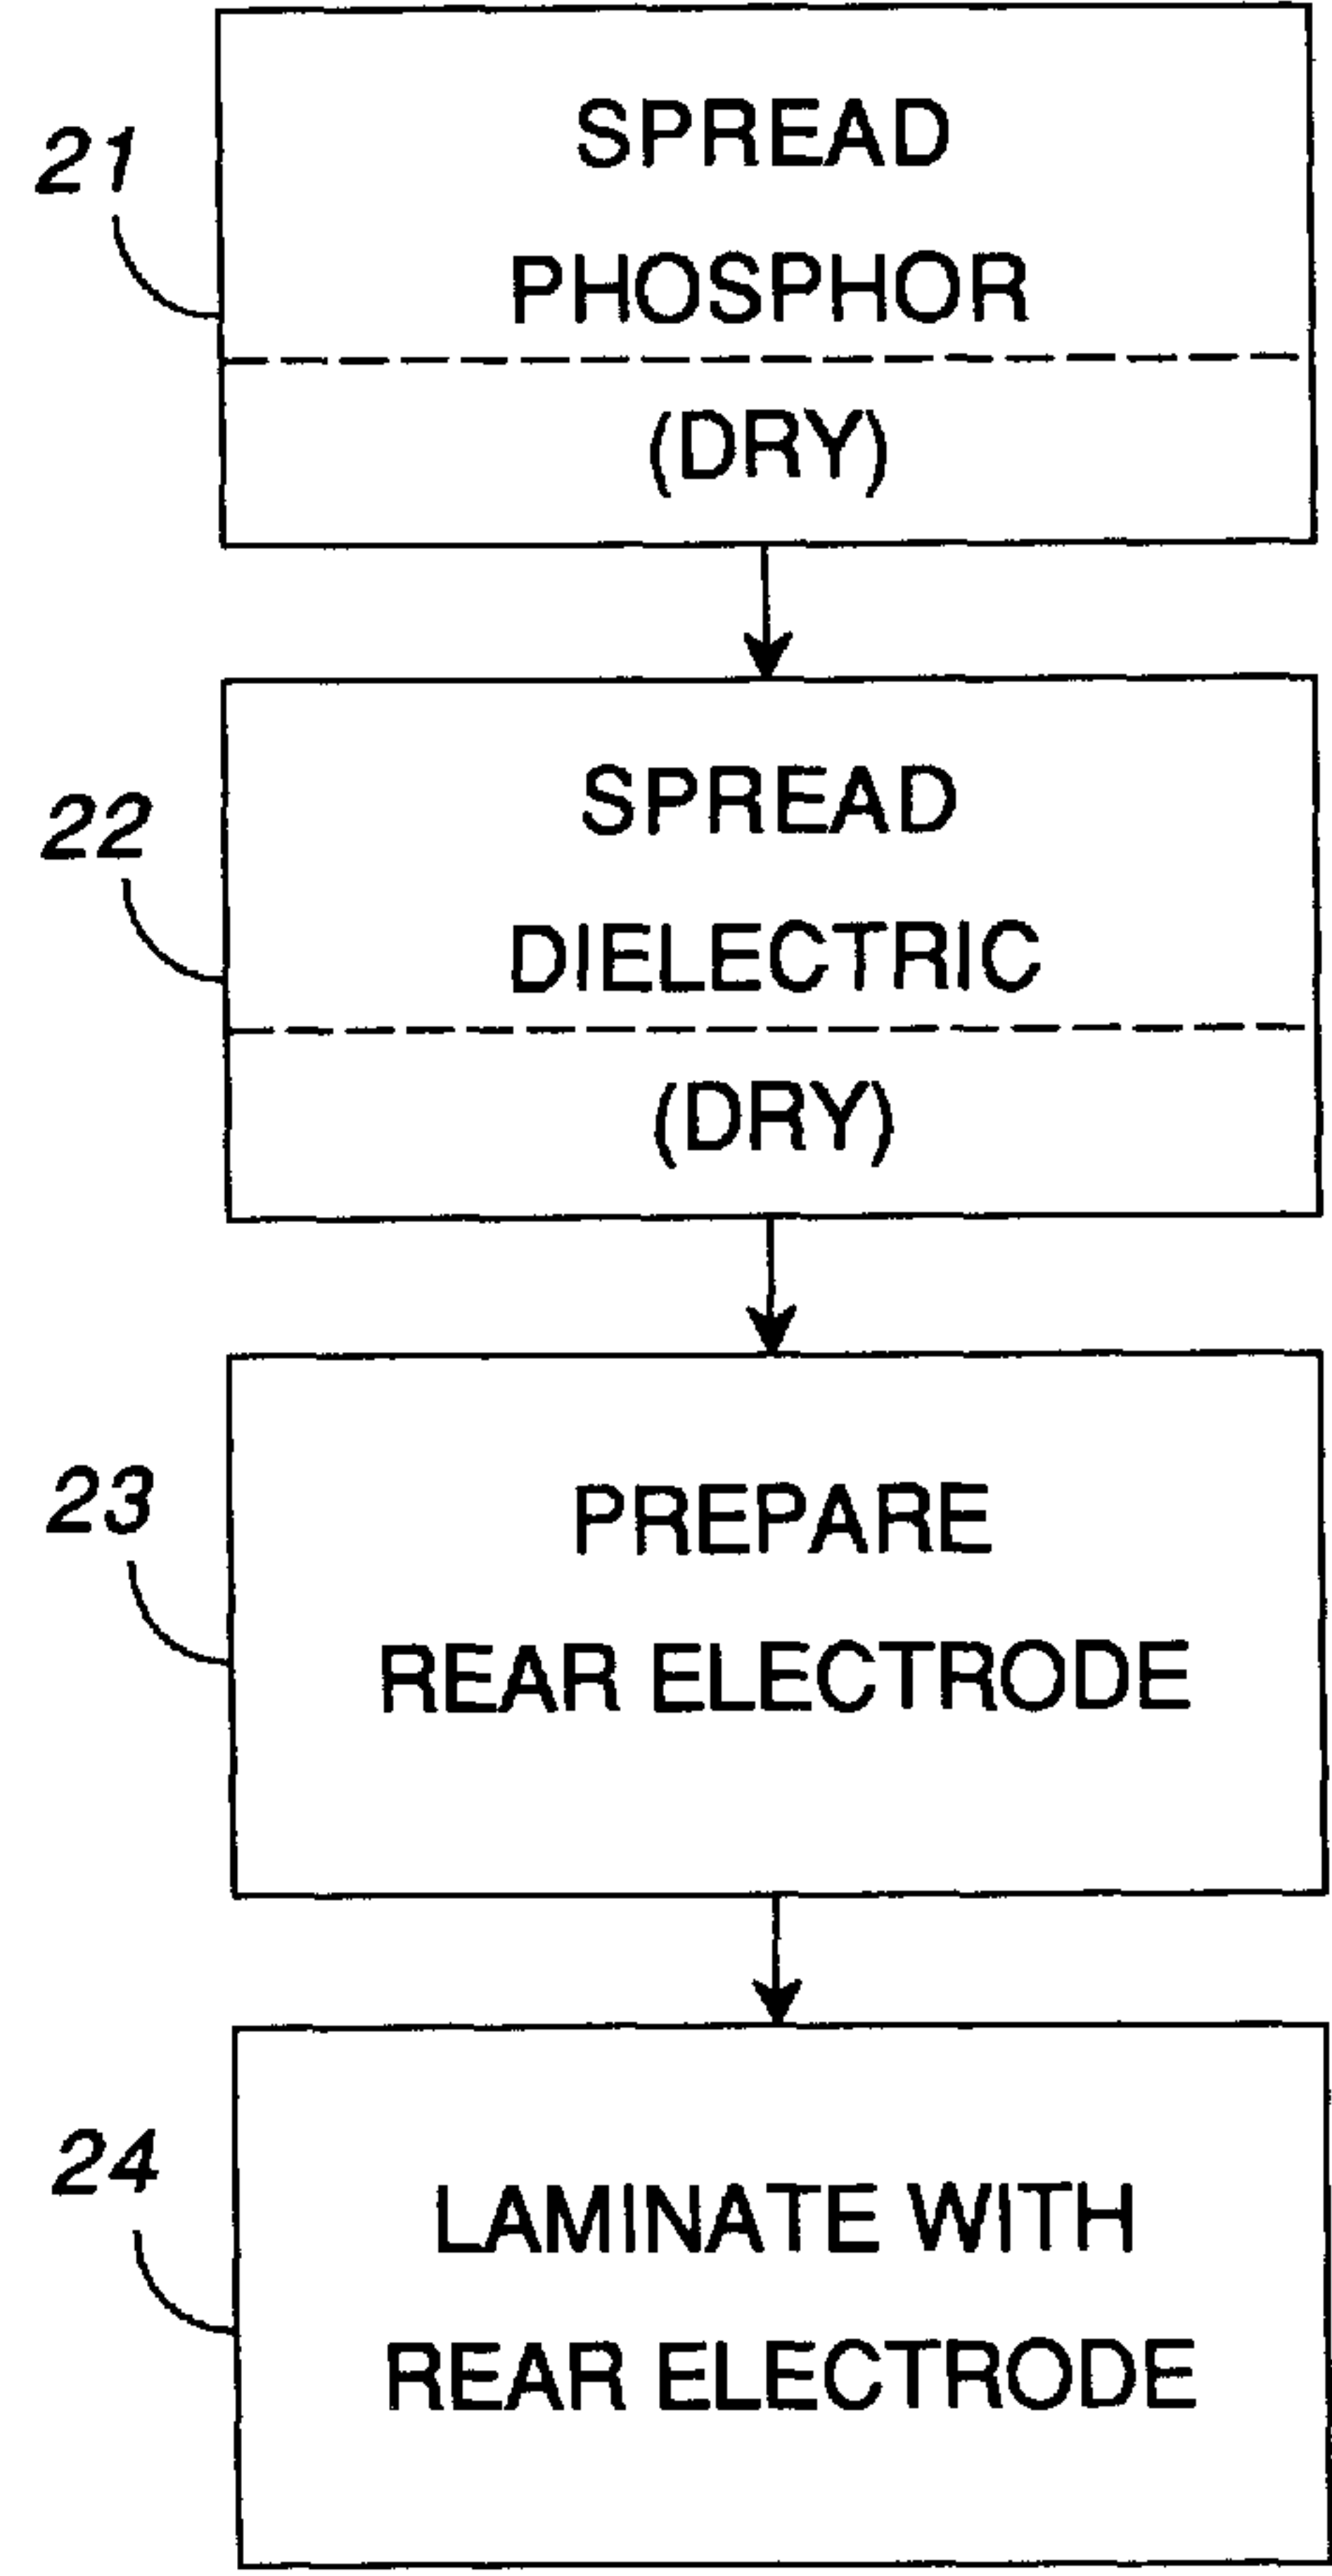 21
SPREAD
PHOSPHOR
(DRY)
22
SPREAD
DIELECTRIC
(DRY)
23
PREPARE
REAR ELECTRODE
24
LAMINATE WITH
REAR ELECTRODE